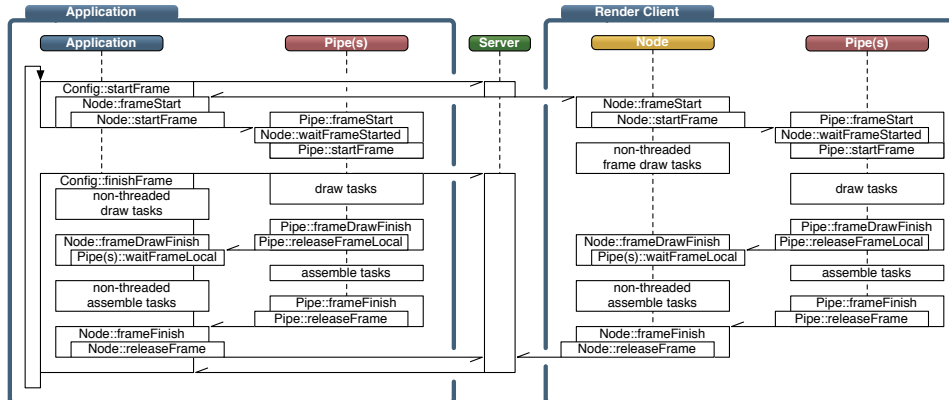 Application
Render Client
Application
Pipe(s)
Server
Node
Pipe(s)
Config::startFrame
Node::frameStart
Node::startFrame
Pipe::frameStart
Node::waitFrameStarted
Pipe::startFrame
Node::frameStart
Node::startFrame
Pipe::frameStart
Node::waitFrameStarted
Pipe::startFrame
non-threaded
frame draw tasks
Config::finishFrame
non-threaded
draw tasks
draw tasks
draw tasks
Pipe::frameDrawFinish
Pipe::releaseFrameLocal
Node::frameDrawFinish
Pipe(s)::waitFrameLocal
Pipe::frameDrawFinish
Pipe::releaseFrameLocal
Node::frameDrawFinish
Pipe(s)::waitFrameLocal
assemble tasks
assemble tasks
non-threaded
assemble tasks
non-threaded
assemble tasks
Pipe::frameFinish
Pipe::releaseFrame
Pipe::frameFinish
Pipe::releaseFrame
Node::frameFinish
Node::releaseFrame
Node::frameFinish
Node::releaseFrame